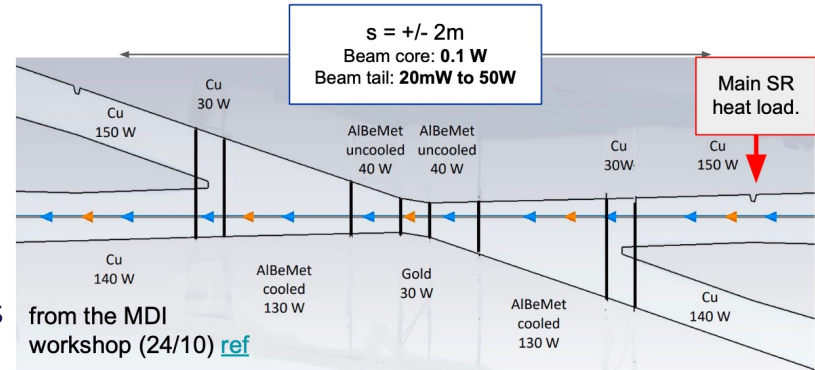 s = +/- 2m
Beam core: 0.1 W
Beam tail: 20mW to 50W
Main SR
heat load.
Cu
150 W
Cu
30 W
AlBeMet
uncooled
40 W
AlBeMet
uncooled
40 W
Cu
30W
Cu
150 W
Cu
140 W
AlBeMet
cooled
130 W
Gold
30 W
AlBeMet
cooled
130 W
Cu
140 W
s
from the MDI
workshop (24/10) ref